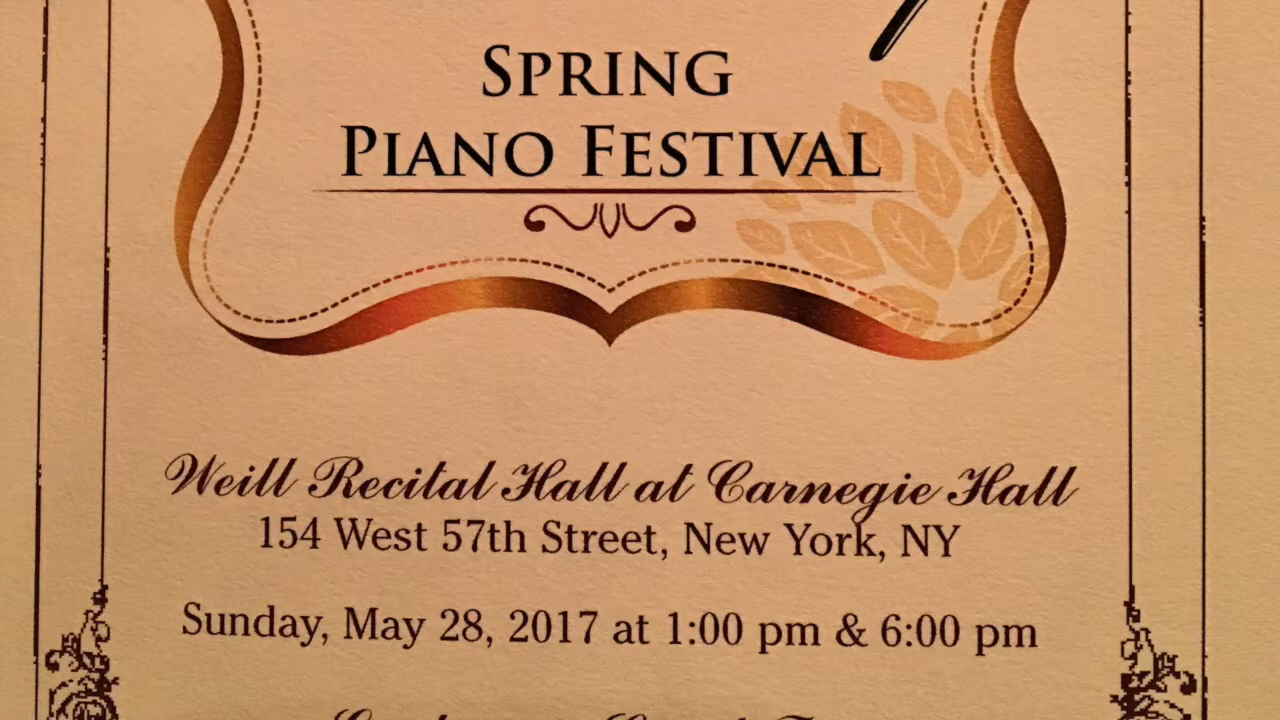 SPRING
PIANO FESTIVAL
Weill Recital Hall at Carnegie Hall
154 West 57th Street, New York, NY
Sunday, May 28, 2017 at 1:00 pm & 6:00 pm